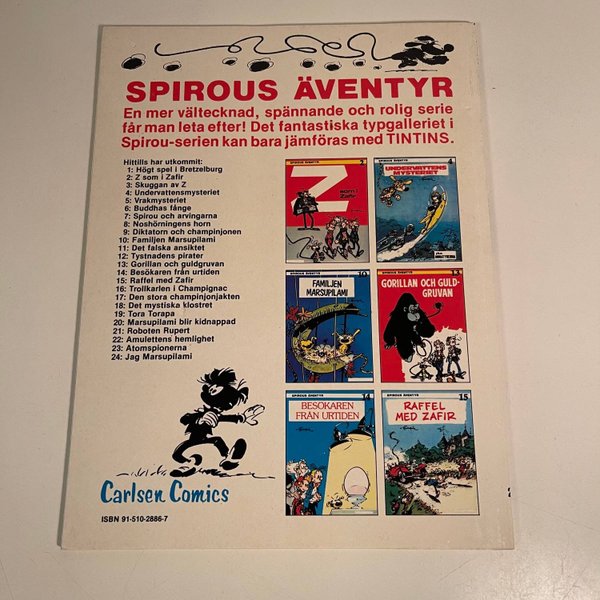 SPIROUS ÄVENTYR
En mer vältecknad, spännande och rolig serie
får man leta efter! Det fantastiska typgalleriet i
Spirou-serien kan bara jämföras med TINTINS.
Hittills har utkommit:
1: Högt spel i Bretzelburg
2: Z som i Zafir
3: Skuggan av Z
4: Undervattensmysteriet
5: Vrakmysteriet
6: Buddhas fånge
7: Spirou och arvingarna
8: Noshörningens horn
9: Diktatorn och champinjonen
10: Familjen Marsupilami
11: Det falska ansiktet
12: Tystnadens pirater
13: Gorillan och guldgruvan
14: Besökaren från urtiden
15: Raffel med Zafir
16: Trollkarlen i Champignac
17: Den stora champinjonjakten
18: Det mystiska klostret
19: Tora Torapa
20: Marsupilami blir kidnappad
21: Roboten Rupert
22: Amulettens hemlighet
23: Atomspionerna
24: Jag Marsupilami
SPIROUS ÄVENTYR 2
Z som i
Zafir
SPIROUS ÄVENTYR 4
UNDERVATTENS
MYSTERIET
SPIROUS ÄVENTYR 10
FAMILJEN
MARSUPILAMI
SPIROUS ÄVENTYR 13
GORILLAN OCH GULD-
GRUVAN
SPIROUS ÄVENTYR 14
BESÖKAREN
FRÅN URTIDEN
SPIROUS ÄVENTYR 15
RAFFEL
MED ZAFIR
Carlsen Comics
ISBN 91-510-2886-7